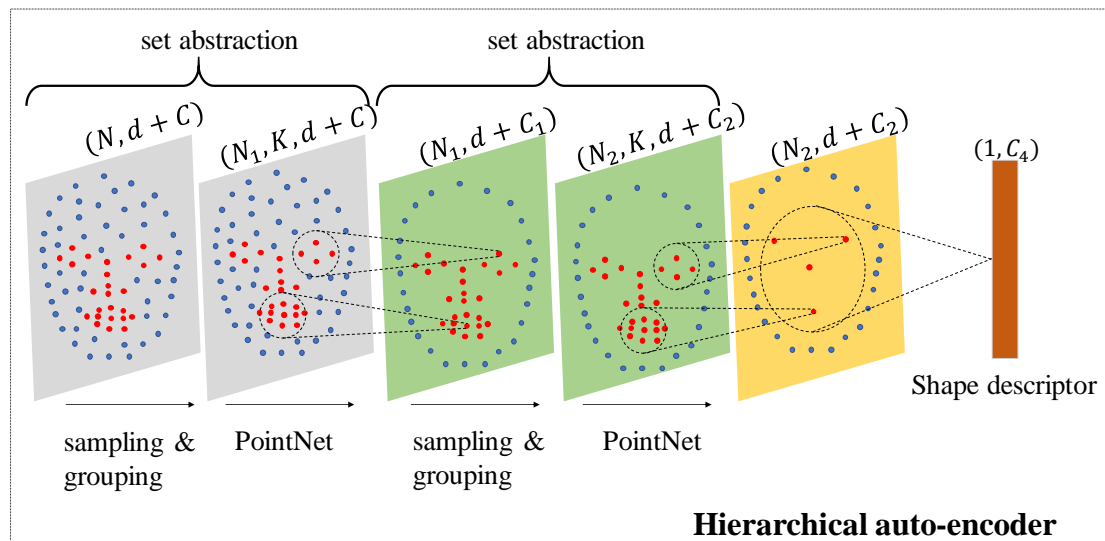 set abstraction
set abstraction
(N, d + C)
(N₁, K, d + C)
(N₁, d + C₁)
(N₂, K, d + C₂)
(N₂, d + C₂)
(1, C₄)
Shape descriptor
sampling &
grouping
PointNet
sampling &
grouping
PointNet
Hierarchical auto-encoder